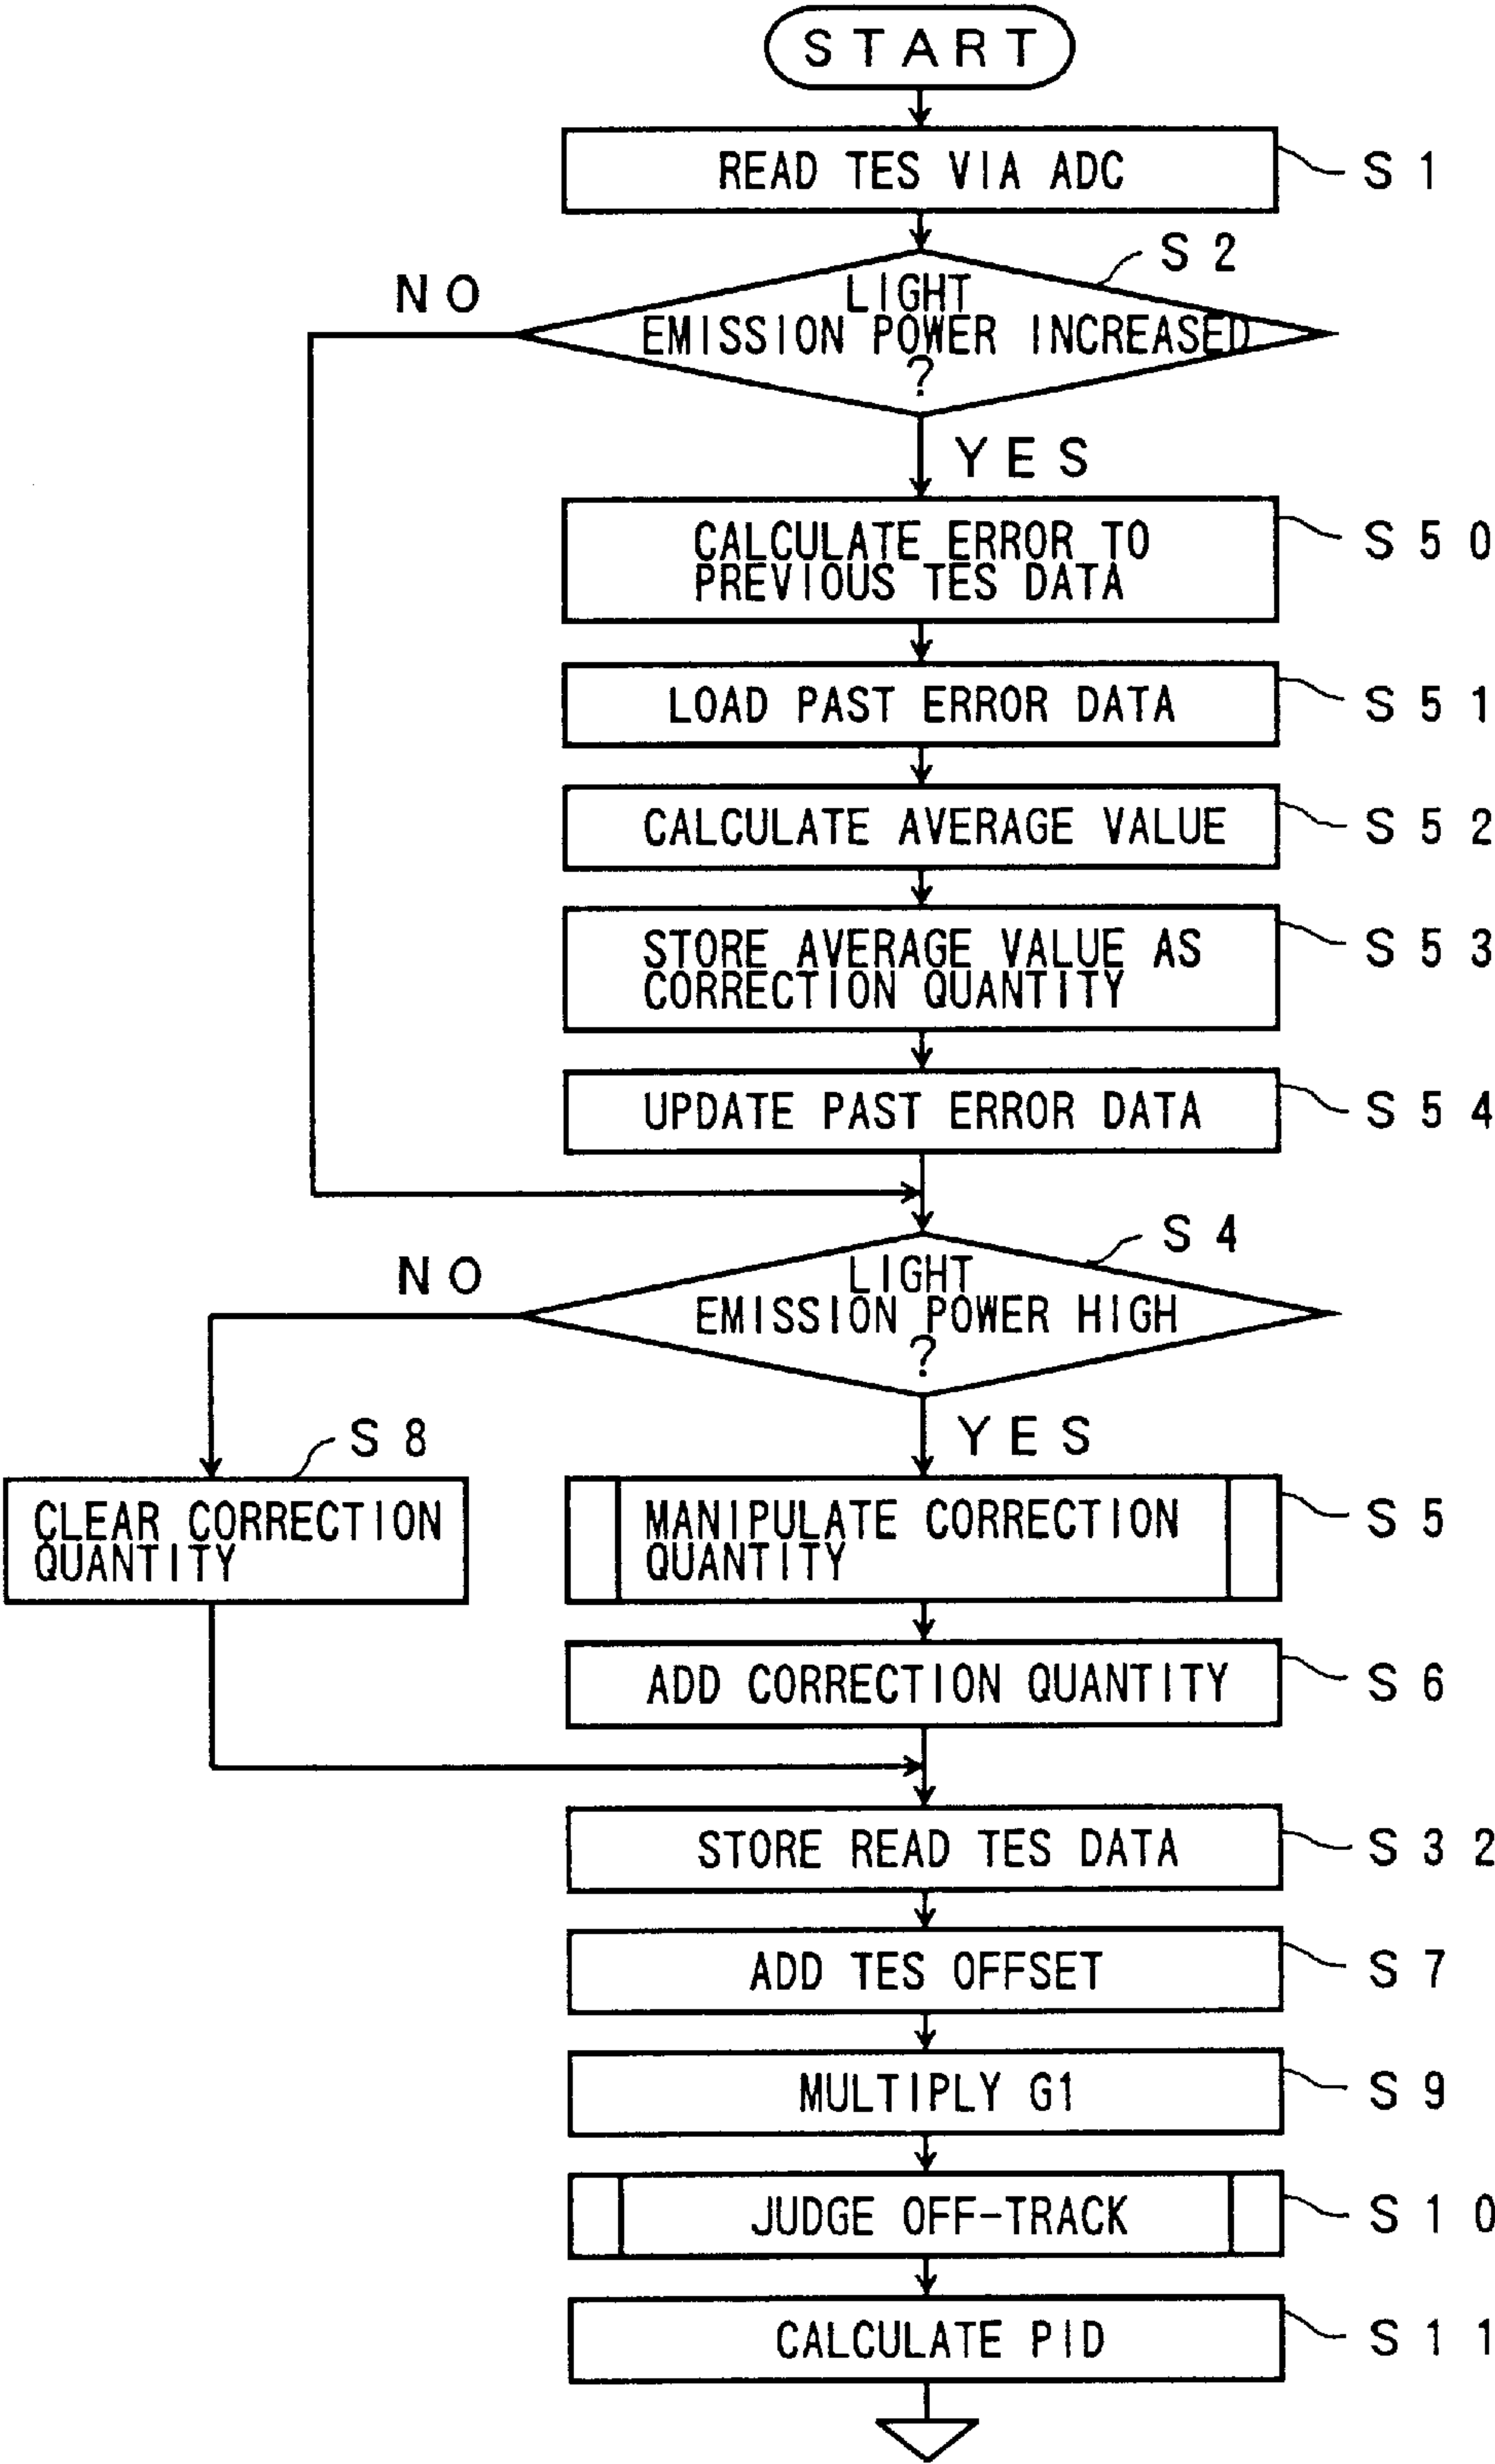 START
READ TES VIA ADC
S1
S2
NO
LIGHT
EMISSION POWER INCREASED
?
YES
CALCULATE ERROR TO
PREVIOUS TES DATA
S50
LOAD PAST ERROR DATA
S51
CALCULATE AVERAGE VALUE
S52
STORE AVERAGE VALUE AS
CORRECTION QUANTITY
S53
UPDATE PAST ERROR DATA
S54
S4
NO
LIGHT
EMISSION POWER HIGH
?
YES
S8
CLEAR CORRECTION
QUANTITY
MANIPULATE CORRECTION
QUANTITY
S5
ADD CORRECTION QUANTITY
S6
STORE READ TES DATA
S32
ADD TES OFFSET
S7
MULTIPLY G1
S9
JUDGE OFF-TRACK
S10
CALCULATE PID
S11